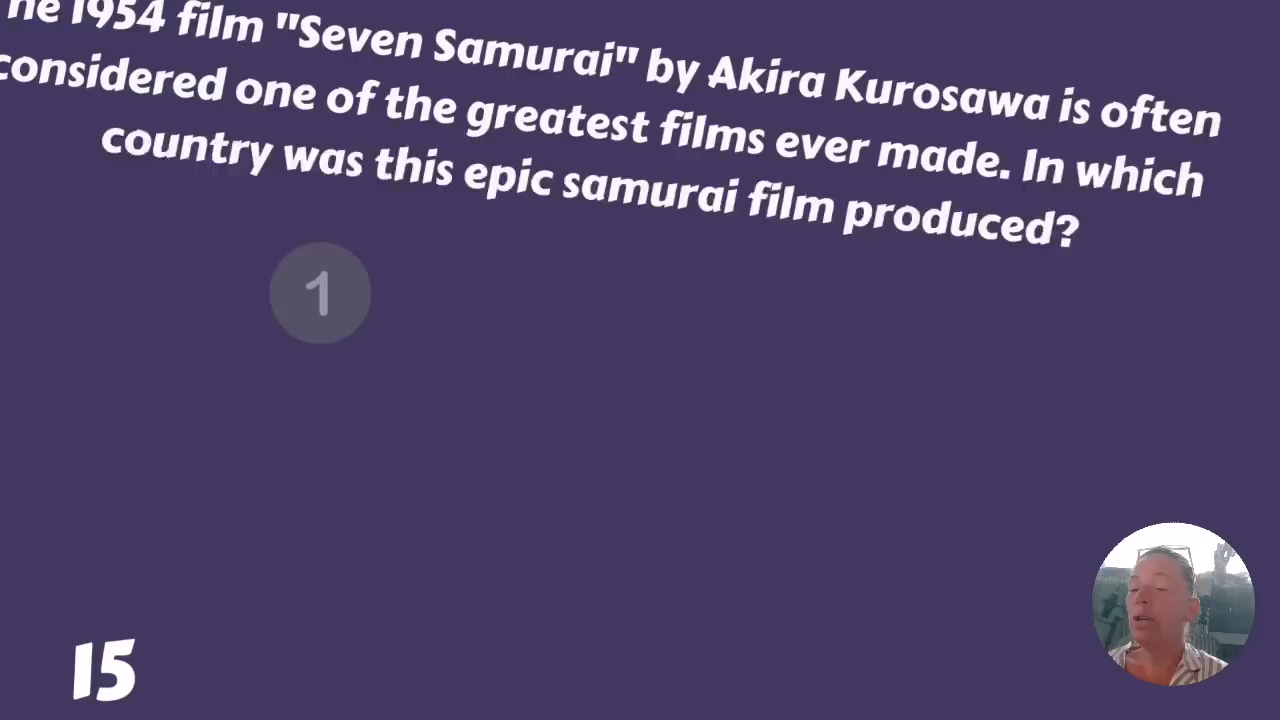 he 1954 film "Seven Samurai" by Akira Kurosawa is often
considered one of the greatest films ever made. In which
country was this epic samurai film produced?
1
15